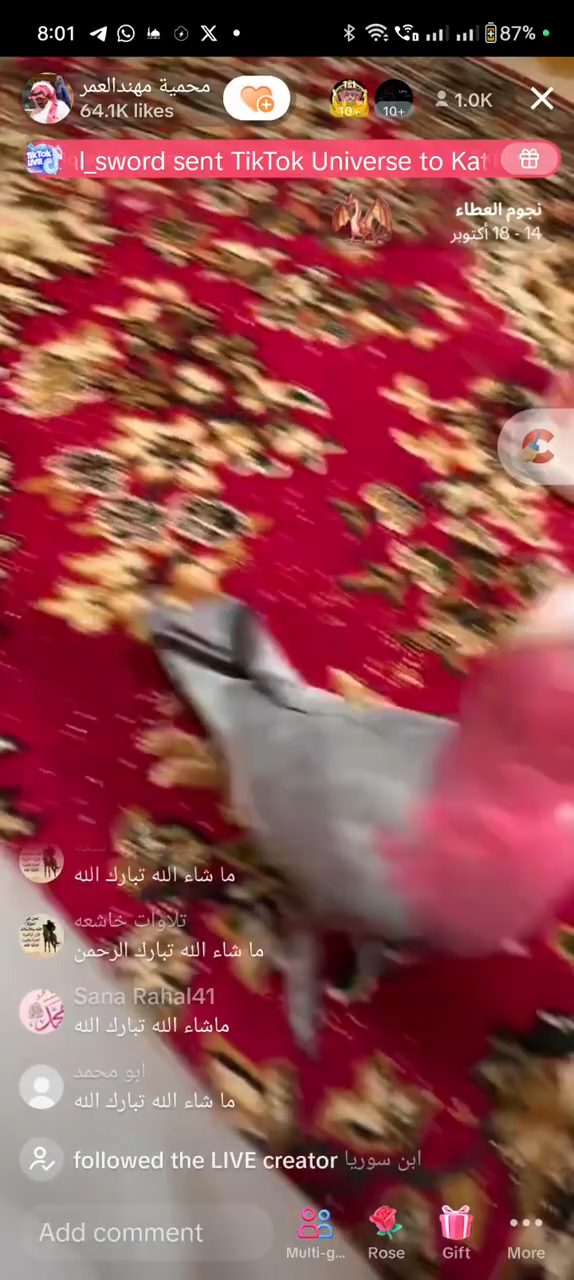 8:01
87%
محمية مهندالعمر
64.1K likes
10+
10+
1.0K
l_sword sent TikTok Universe to Kat
نجوم العطاء
14 - 18 أكتوبر
ما شاء الله تبارك الله
تلاوات خاشعه
ما شاء الله تبارك الرحمن
Sana Rahal41
ماشاء الله تبارك الله
ابو محمد
ما شاء الله تبارك الله
followed the LIVE creator ابن سوريا
Add comment
Multi-g...
Rose
Gift
More